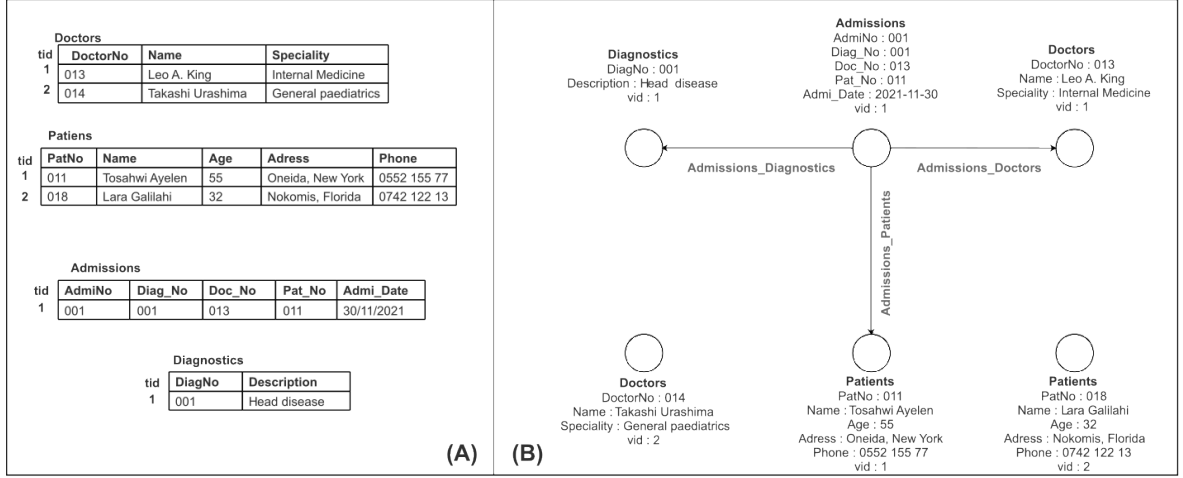 Doctors
tid DoctorNo Name Speciality
1 013 Leo A. King Internal Medicine
2 014 Takashi Urashima General paediatrics
Patiens
tid PatNo Name Age Adress Phone
1 011 Tosahwi Ayelen 55 Oneida, New York 0552 155 77
2 018 Lara Galilahi 32 Nokomis, Florida 0742 122 13
Admissions
tid AdmiNo Diag_No Doc_No Pat_No Admi_Date
1 001 001 013 011 30/11/2021
Diagnostics
tid DiagNo Description
1 001 Head disease
(A)
Diagnostics
DiagNo : 001
Description : Head disease
vid : 1
Admissions
AdmiNo : 001
Diag_No : 001
Doc_No : 013
Pat_No : 011
Admi_Date : 2021-11-30
vid : 1
Doctors
DoctorNo : 013
Name : Leo A. King
Speciality : Internal Medicine
vid : 1
Admissions_Diagnostics
Admissions_Doctors
Admissions_Patients
Doctors
DoctorNo : 014
Name : Takashi Urashima
Speciality : General paediatrics
vid : 2
Patients
PatNo : 011
Name : Tosahwi Ayelen
Age : 55
Adress : Oneida, New York
Phone : 0552 155 77
vid : 1
Patients
PatNo : 018
Name : Lara Galilahi
Age : 32
Adress : Nokomis, Florida
Phone : 0742 122 13
vid : 2
(B)